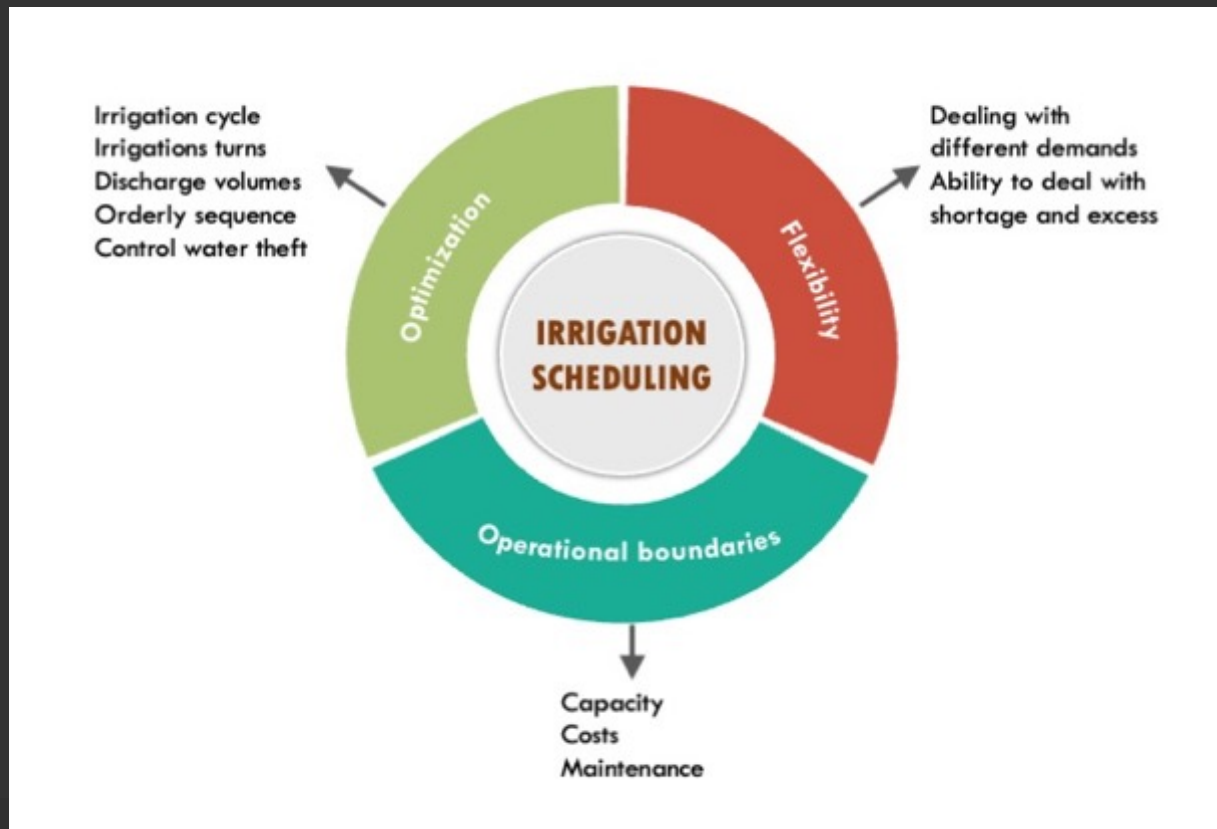 Irrigation cycle
Irrigations turns
Discharge volumes
Orderly sequence
Control water theft
Dealing with
different demands
Ability to deal with
shortage and excess
Optimization
Flexibility
IRRIGATION
SCHEDULING
Operational boundaries
Capacity
Costs
Maintenance